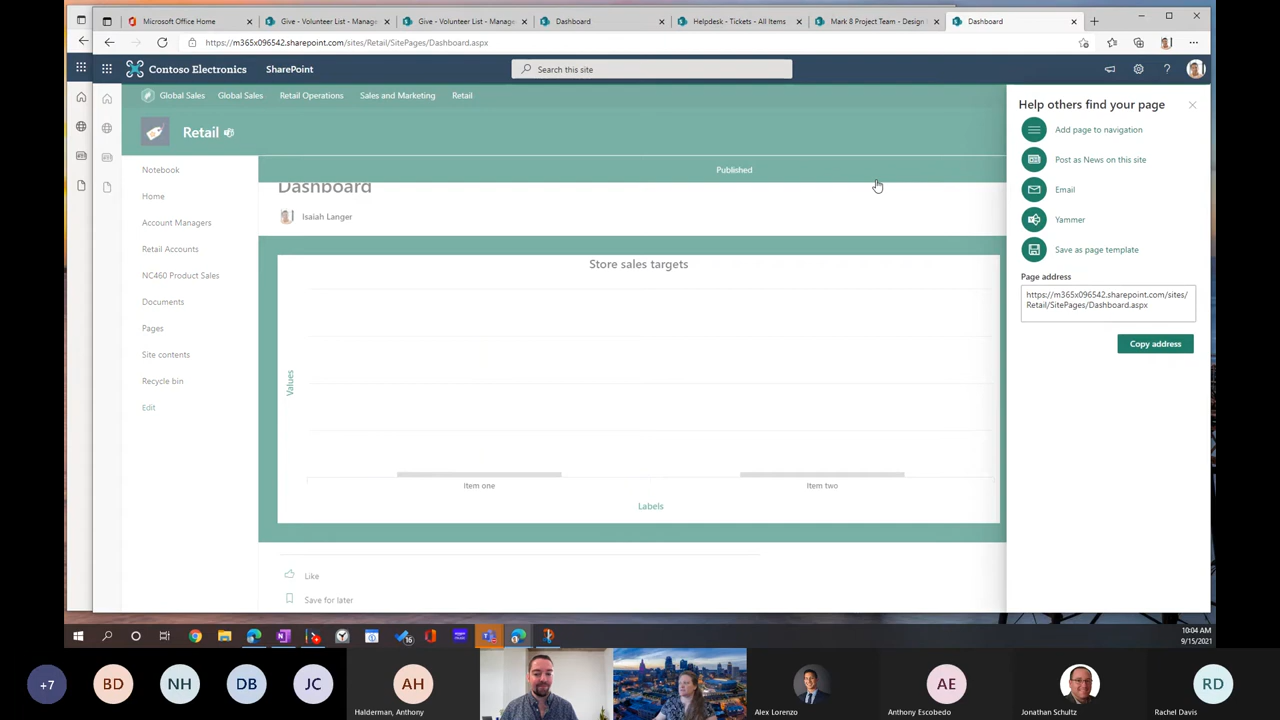 Microsoft Office Home
Give - Volunteer List - Manage
Give - Volunteer List - Manage
Dashboard
Helpdesk - Tickets - All Items
Mark 8 Project Team - Design
Dashboard
https://m365x096542.sharepoint.com/sites/Retail/SitePages/Dashboard.aspx
Contoso Electronics
SharePoint
Search this site
?
Global Sales
Global Sales
Retail Operations
Sales and Marketing
Retail
Retail
Published
Notebook
Home
Account Managers
Retail Accounts
NC460 Product Sales
Documents
Pages
Site contents
Recycle bin
Edit
Dashboard
Isaiah Langer
Store sales targets
Values
Item one
Item two
Labels
Like
Save for later
Help others find your page
Add page to navigation
Post as News on this site
Email
Yammer
Save as page template
Page address
https://m365x096542.sharepoint.com/sites/
Retail/SitePages/Dashboard.aspx
Copy address
16
10:04 AM
9/15/2021
+7
BD
NH
DB
JC
AH
Halderman, Anthony
Alex Lorenzo
AE
Anthony Escobedo
Jonathan Schultz
RD
Rachel Davis